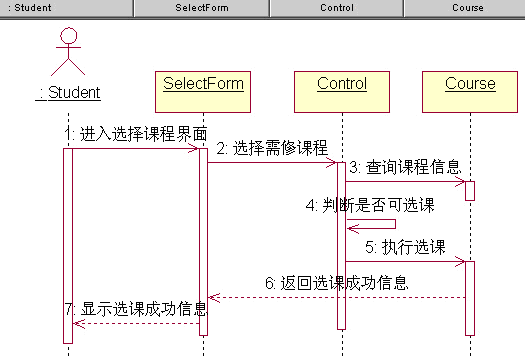 : Student SelectForm Control Course
: Student SelectForm Control Course
1: 进入选择课程界面
2: 选择需修课程
3: 查询课程信息
4: 判断是否可选课
5: 执行选课
6: 返回选课成功信息
7: 显示选课成功信息